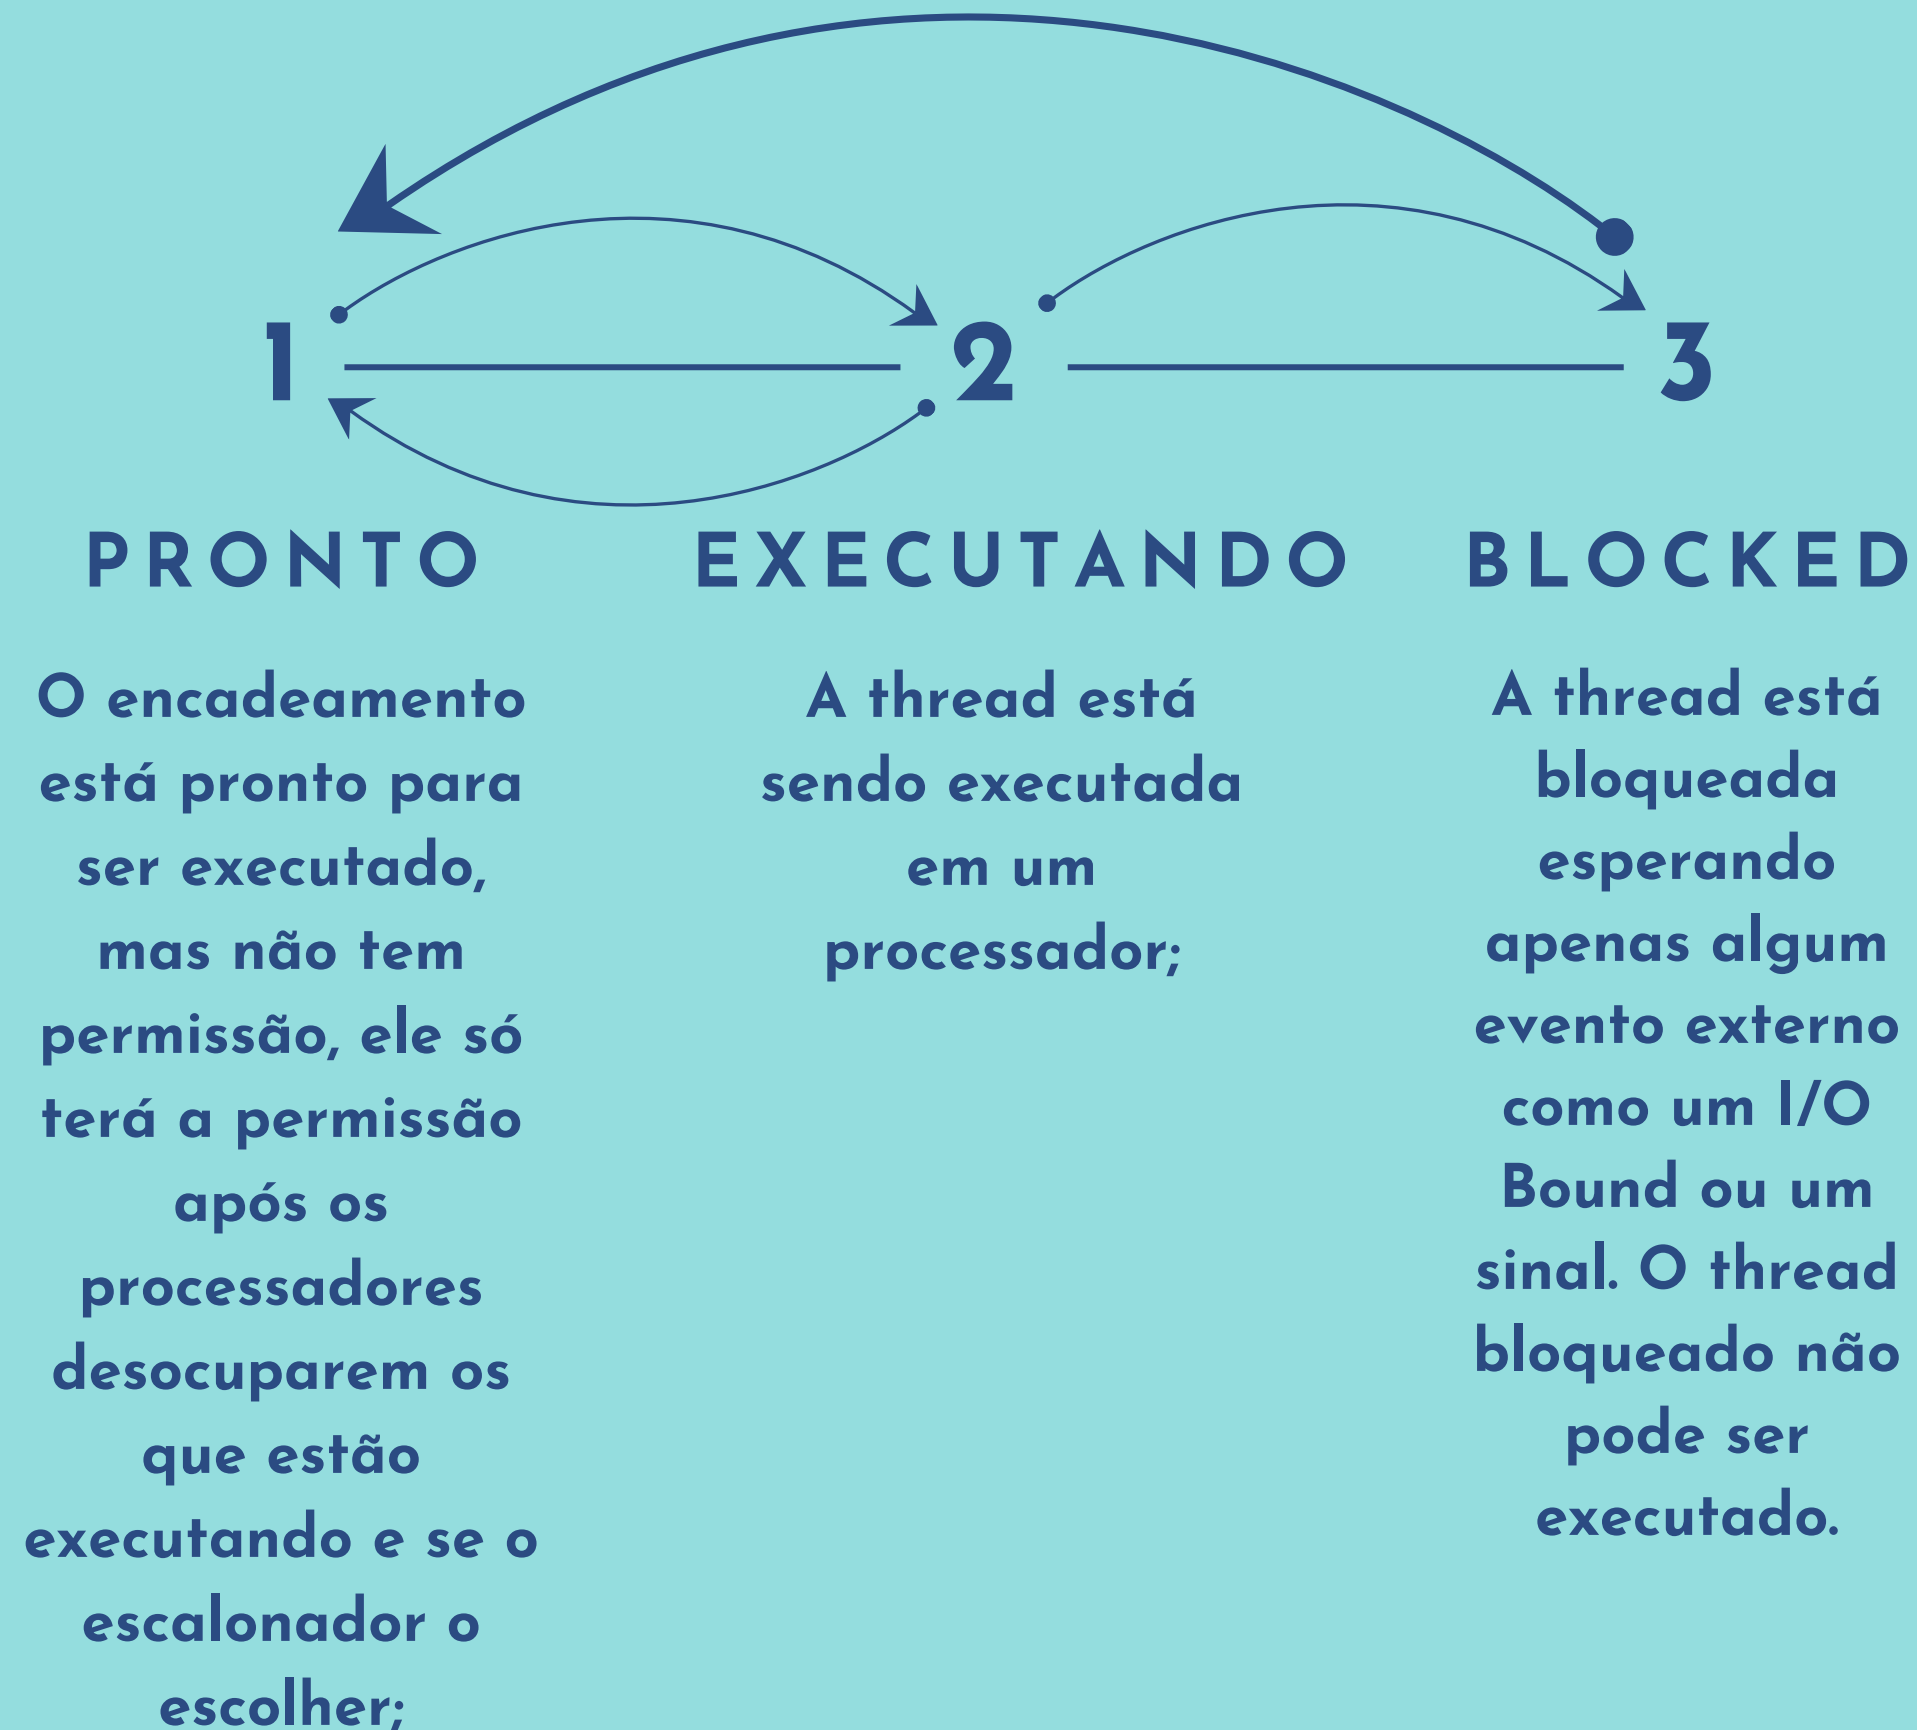 1
2
3
PRONTO
EXECUTANDO
BLOCKED
O encadeamento
está pronto para
ser executado,
mas não tem
permissão, ele só
terá a permissão
após os
processadores
desocuparem os
que estão
executando e se o
escalonador o
escolher;
A thread está
sendo executada
em um
processador;
A thread está
bloqueada
esperando
apenas algum
evento externo
como um I/O
Bound ou um
sinal. O thread
bloqueado não
pode ser
executado.